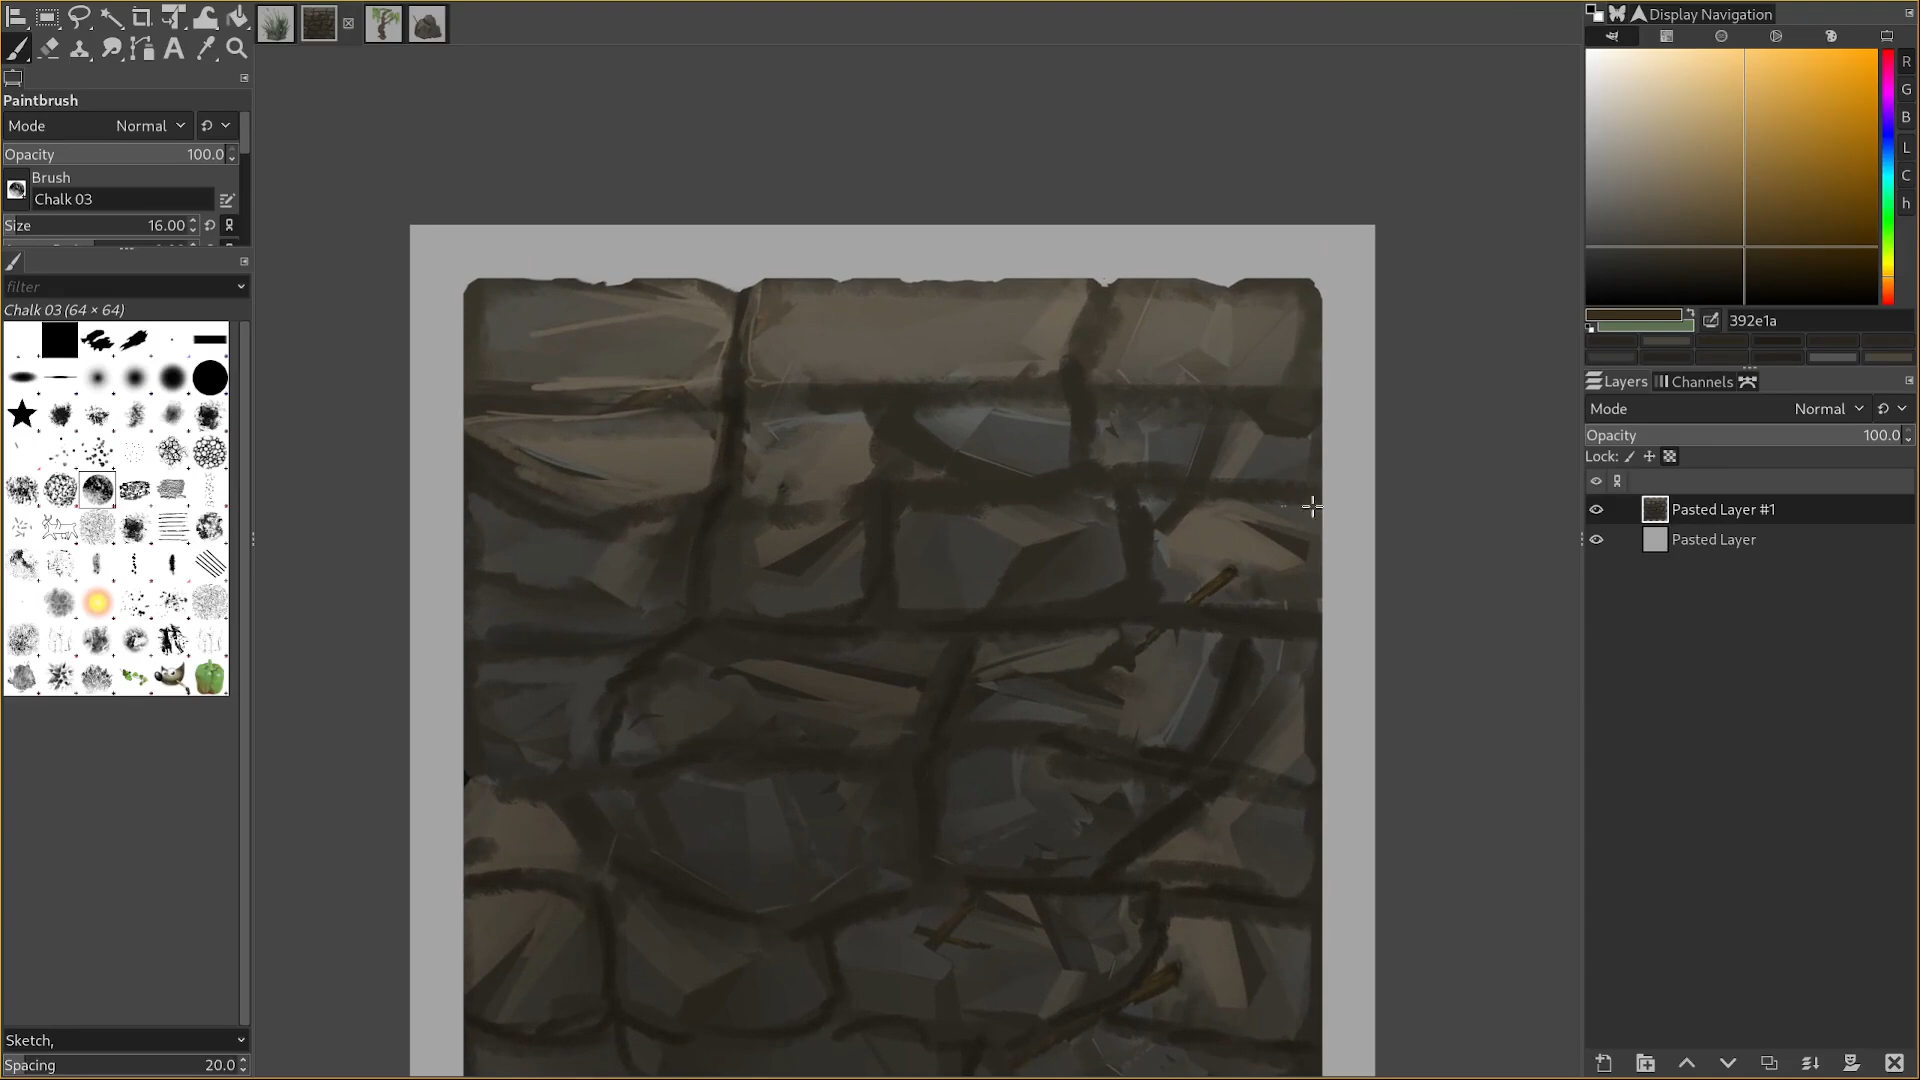 Paintbrush
Mode Normal
Opacity 100.0
Brush
Chalk 03
Size 16.00
filter
Chalk 03 (64 × 64)
Sketch,
Spacing 20.0
Display Navigation
R
G
B
L
C
h
392e1a
Layers Channels
Mode Normal
Opacity 100.0
Lock:
Pasted Layer #1
Pasted Layer